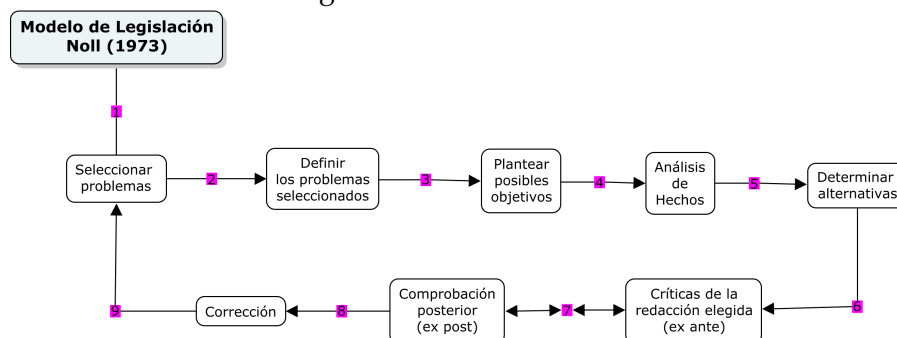 Modelo de Legislación
Noll (1973)
1
Seleccionar
problemas
2
Definir
los problemas
seleccionados
3
Plantear
posibles
objetivos
4
Análisis
de
Hechos
5
Determinar
alternativas
6
Críticas de la
redacción elegida
(ex ante)
7
Comprobación
posterior
(ex post)
8
Corrección
9